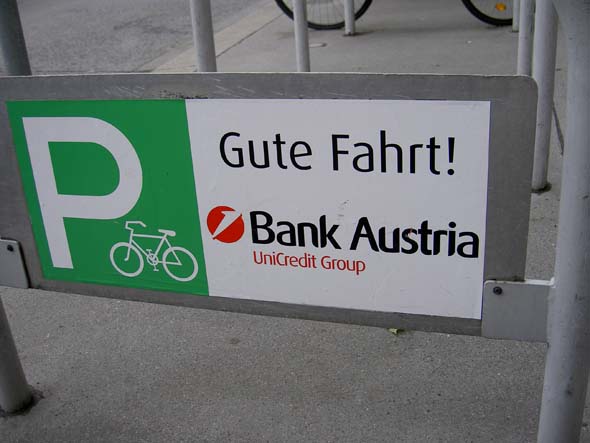 P
Gute Fahrt!
Bank Austria
UniCredit Group